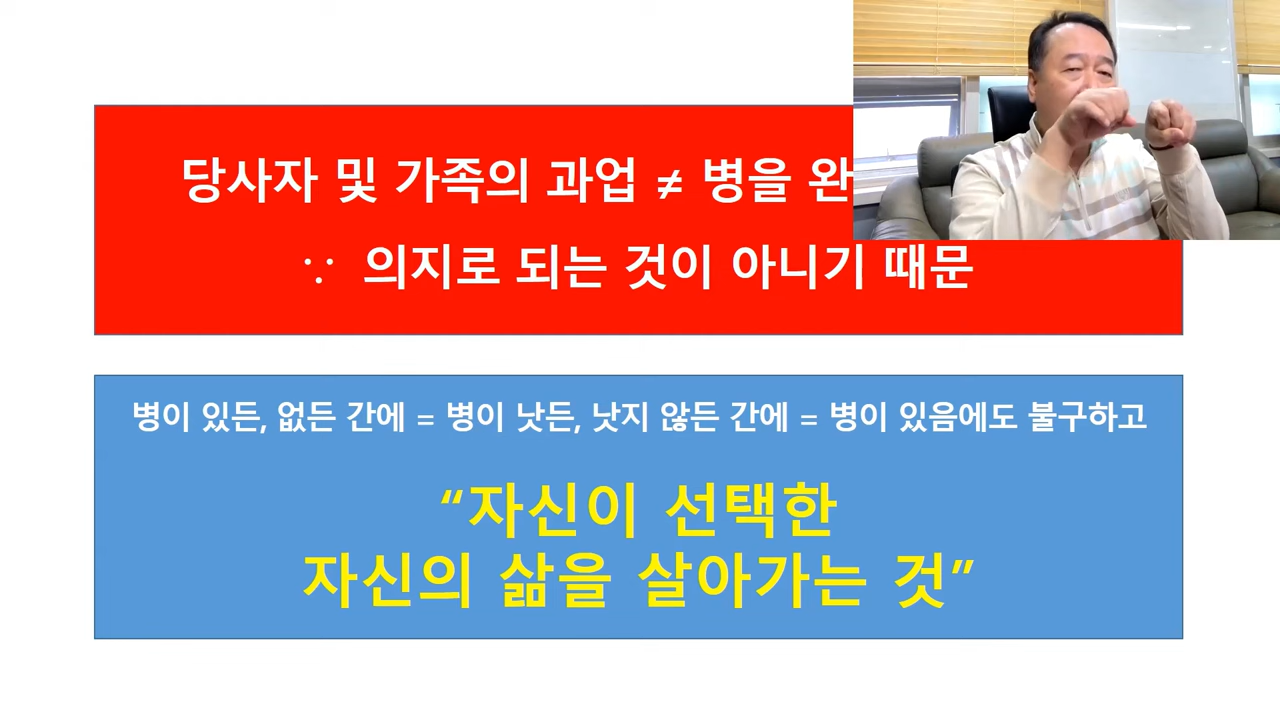 당사자 및 가족의 과업 ≠ 병을 완
∵ 의지로 되는 것이 아니기 때문
병이 있든, 없든 간에 = 병이 낫든, 낫지 않든 간에 = 병이 있음에도 불구하고
“자신이 선택한
자신의 삶을 살아가는 것”